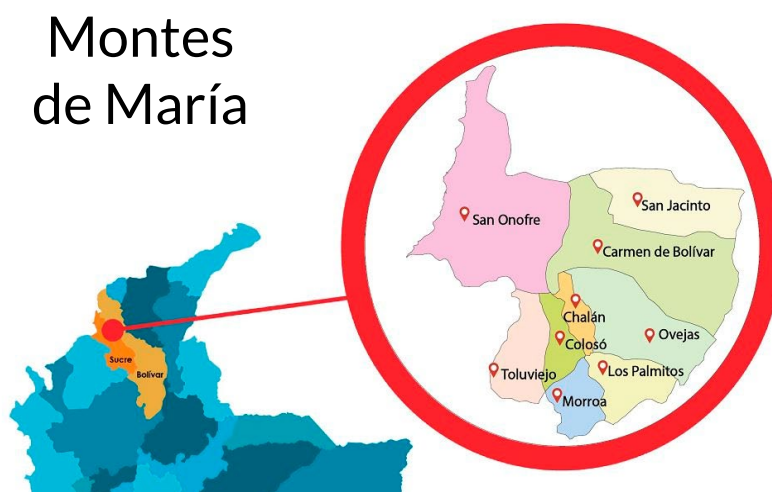 Montes
de María
San Jacinto
San Onofre
Carmen de Bolívar
Chalán
Ovejas
Colosó
Sucre
Bolívar
Toluviejo
Los Palmitos
Morroa